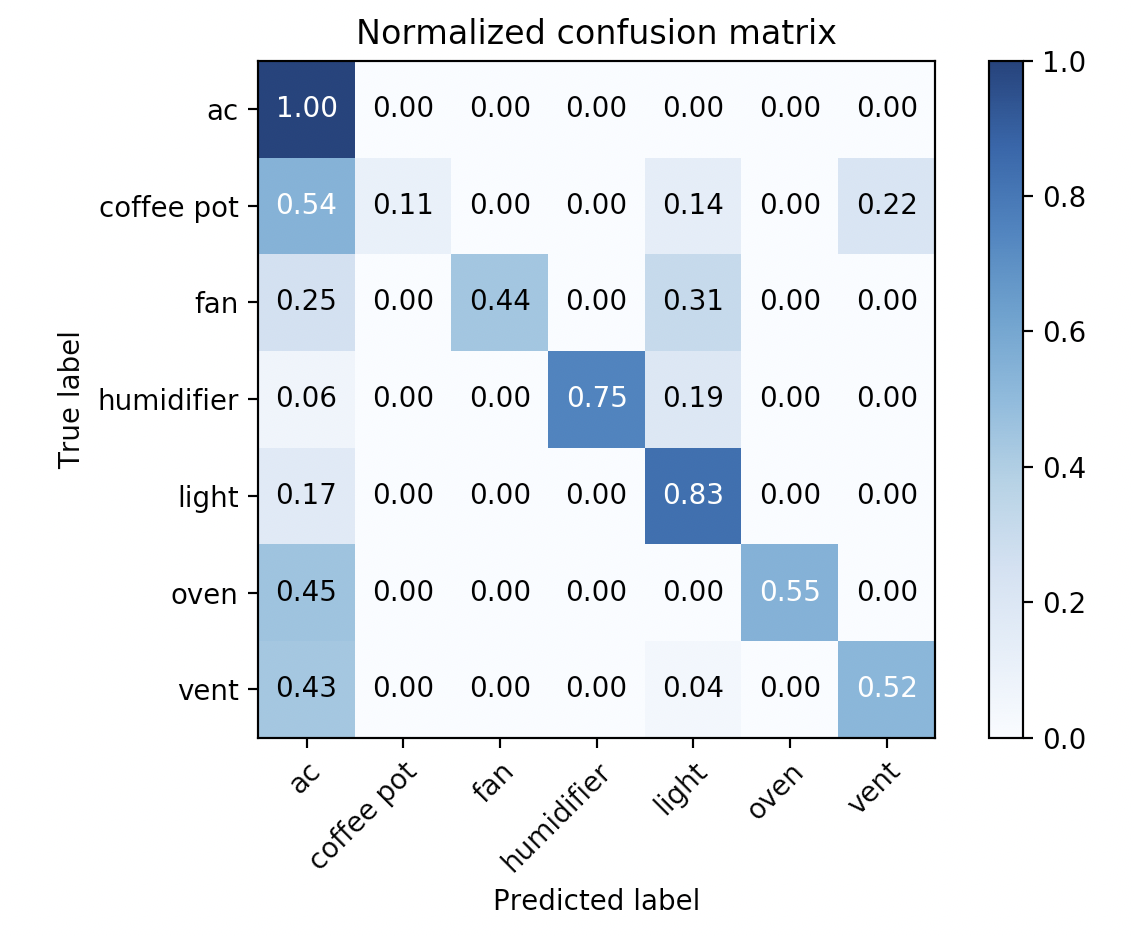 Normalized confusion matrix
ac 1.00 0.00 0.00 0.00 0.00 0.00 0.00
coffee pot 0.54 0.11 0.00 0.00 0.14 0.00 0.22
fan 0.25 0.00 0.44 0.00 0.31 0.00 0.00
humidifier 0.06 0.00 0.00 0.75 0.19 0.00 0.00
light 0.17 0.00 0.00 0.00 0.83 0.00 0.00
oven 0.45 0.00 0.00 0.00 0.00 0.55 0.00
vent 0.43 0.00 0.00 0.00 0.04 0.00 0.52
True label
ac coffee pot fan humidifier light oven vent
Predicted label
1.0
0.8
0.6
0.4
0.2
0.0